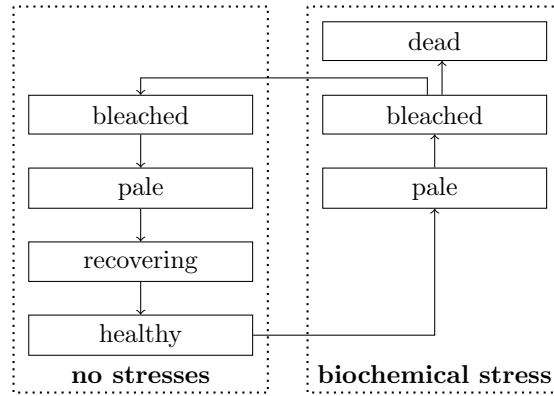 dead
bleached
bleached
pale
pale
recovering
healthy
no stresses
biochemical stress